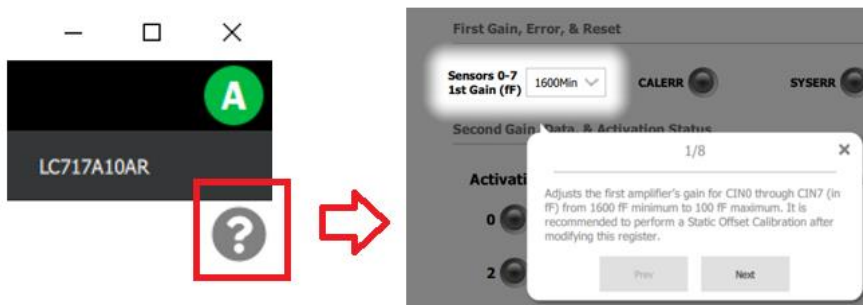 A
LC717A10AR
?
First Gain, Error, & Reset
Sensors 0-7
1st Gain (fF)
1600Min
CALERR
SYSERR
Second Gain, Data, & Activation Status
1/8
Activati
Adjusts the first amplifier's gain for CIN0 through CIN7 (in
fF) from 1600 fF minimum to 100 fF maximum. It is
recommended to perform a Static Offset Calibration after
modifying this register.
0
2
Prev
Next